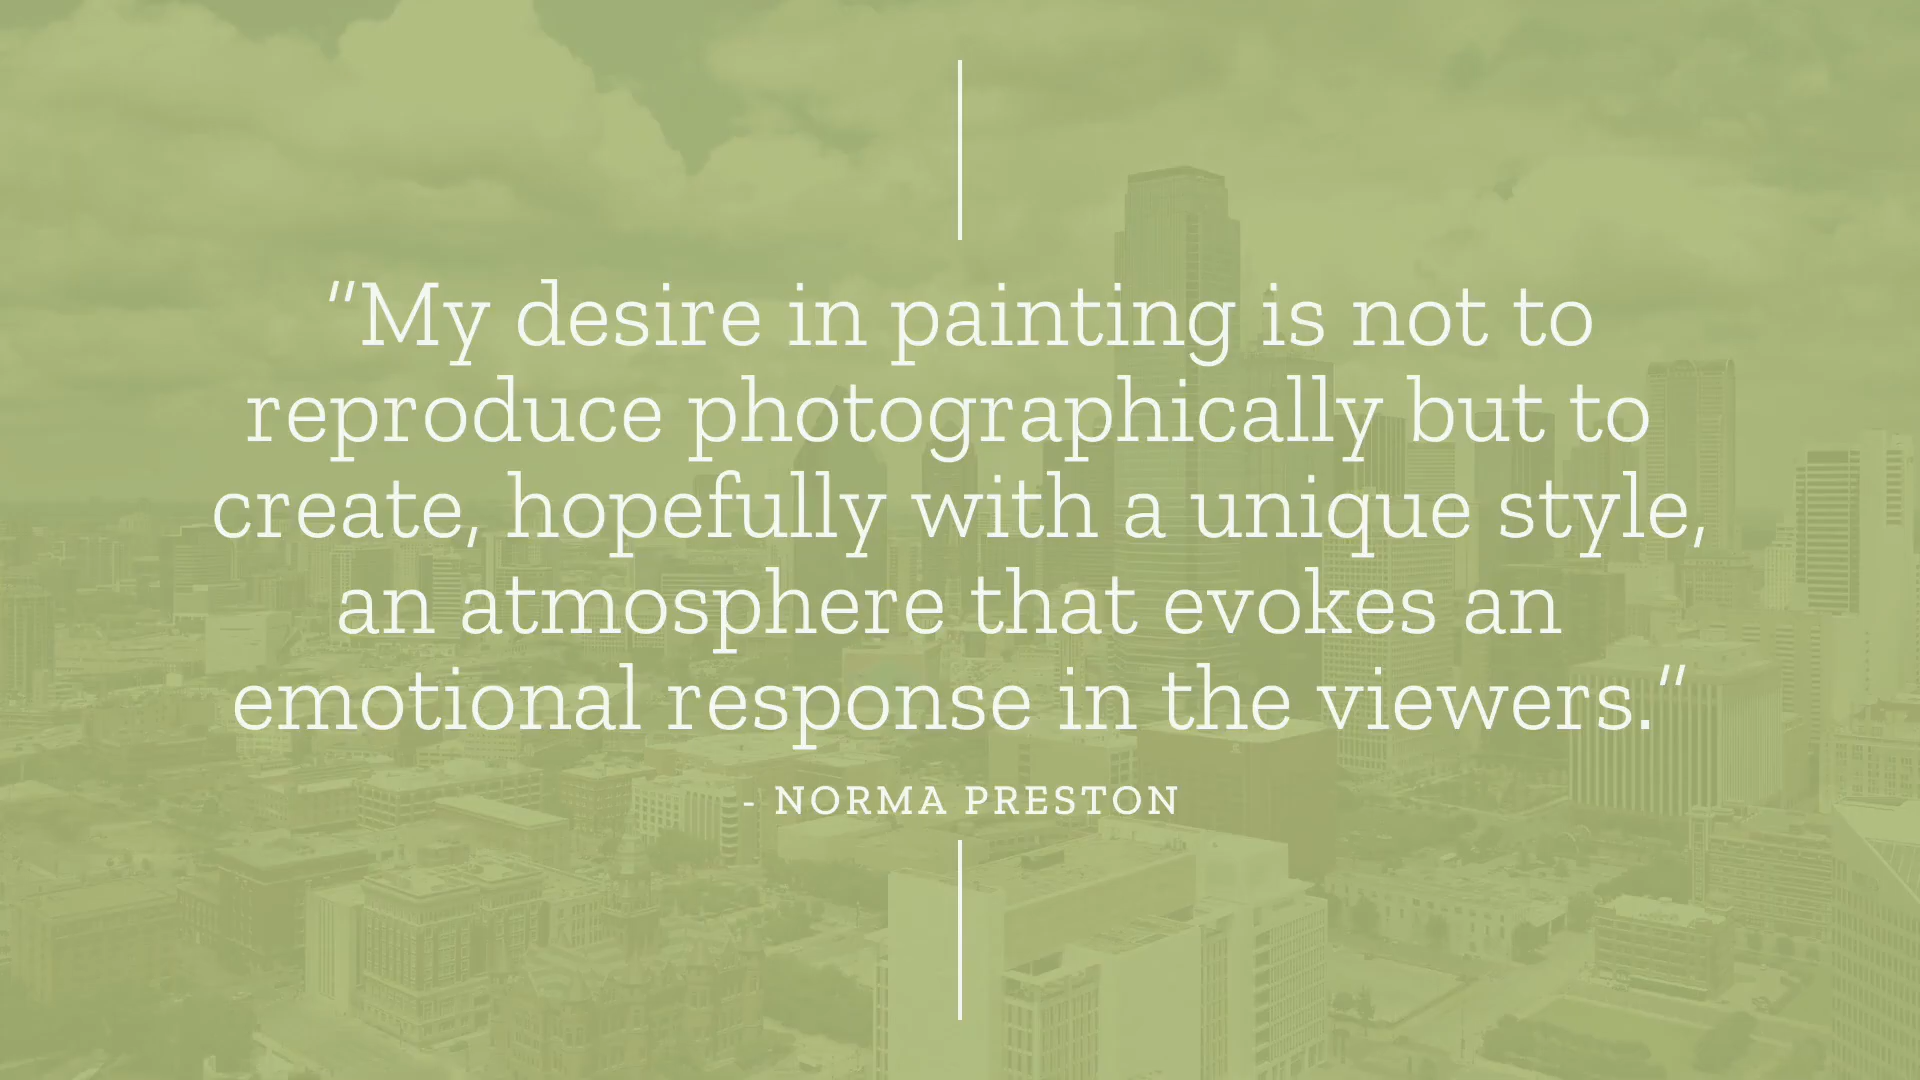 “My desire in painting is not to
reproduce photographically but to
create, hopefully with a unique style,
an atmosphere that evokes an
emotional response in the viewers.“
- NORMA PRESTON